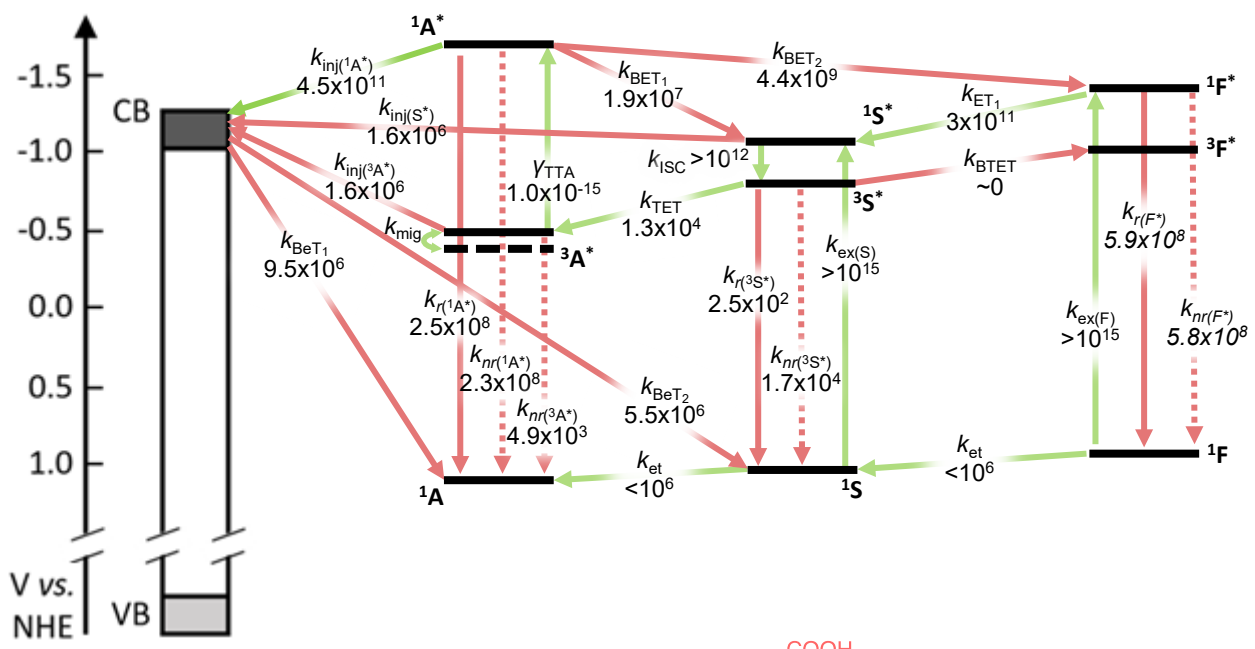 ¹A*
k_inj(¹A*)
4.5x10¹¹
k_BET₂
4.4x10⁹
k_BET₁
1.9x10⁷
-1.5
CB
¹F*
k_inj(S*)
1.6x10⁶
¹S*
k_ET₁
3x10¹¹
-1.0
k_ISC >10¹²
³F*
k_BTET
~0
k_inj(³A*)
1.6x10⁶
γ_TTA
1.0x10⁻¹⁵
³S*
k_TET
1.3x10⁴
-0.5
k_mig
³A*
k_BeT₁
9.5x10⁶
k_ex(S)
>10¹⁵
k_r(F*)
5.9x10⁸
0.0
k_r(¹A*)
2.5x10⁸
k_r(³S*)
2.5x10²
k_ex(F)
>10¹⁵
k_nr(F*)
5.8x10⁸
k_nr(¹A*)
2.3x10⁸
k_nr(³S*)
1.7x10⁴
0.5
k_BeT₂
5.5x10⁶
k_nr(³A*)
4.9x10³
1.0
k_et
<10⁶
k_et
<10⁶
¹F
¹A
¹S
V vs.
NHE
VB
COOH